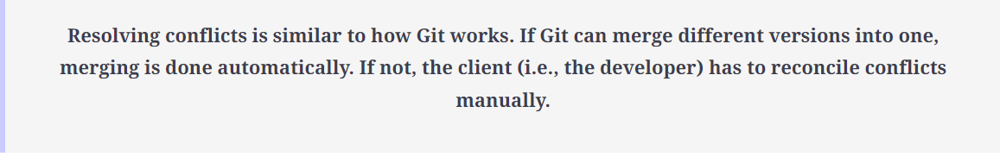 Resolving conflicts is similar to how Git works. If Git can merge different versions into one,
merging is done automatically. If not, the client (i.e., the developer) has to reconcile conflicts
manually.